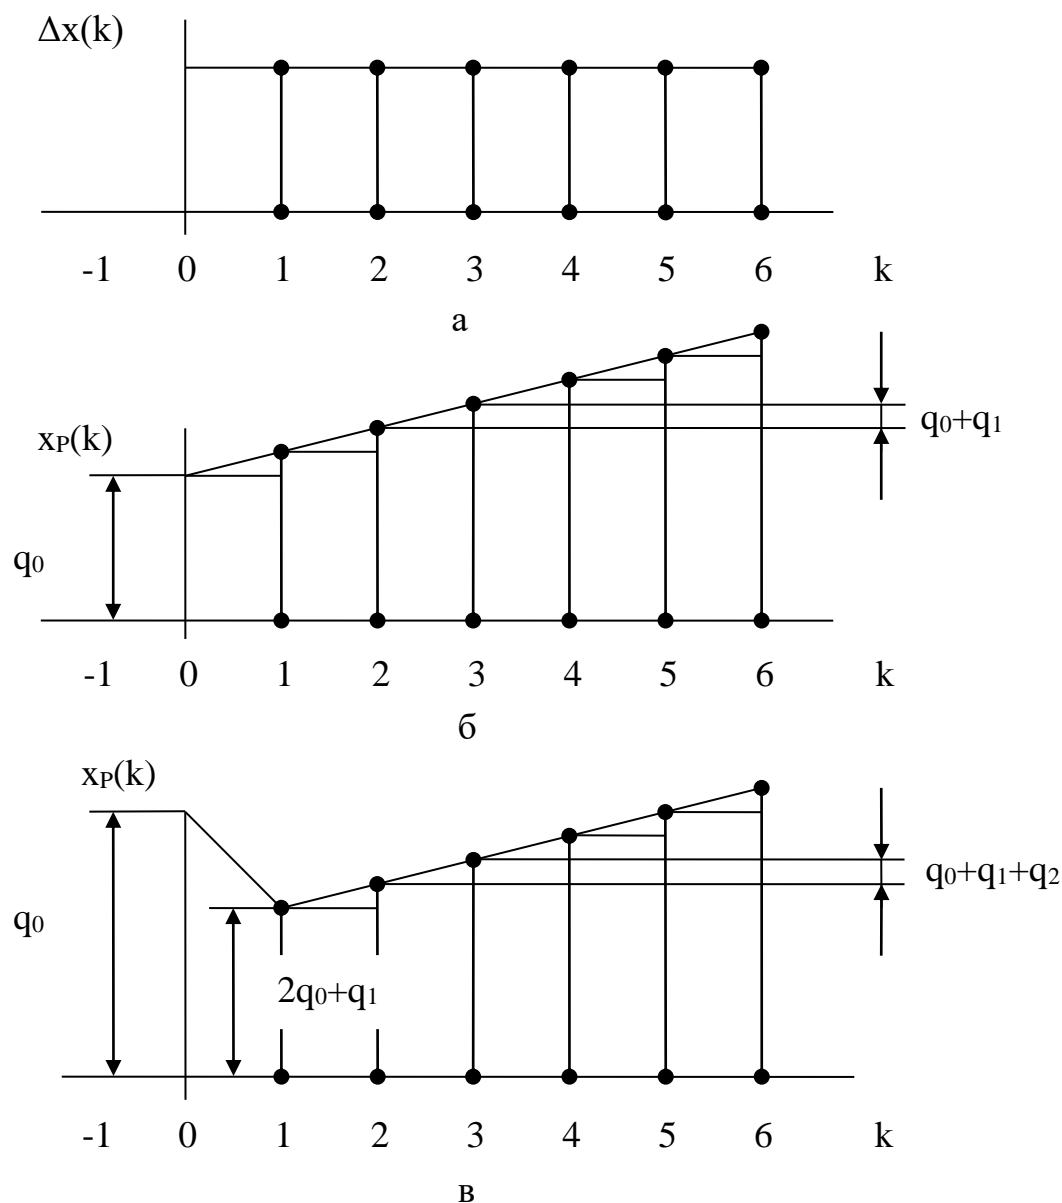 Δx(k)
-1 0 1 2 3 4 5 6 k
а
xP(k)
q0+q1
q0
-1 0 1 2 3 4 5 6 k
б
xP(k)
q0+q1+q2
q0
2q0+q1
-1 0 1 2 3 4 5 6 k
в